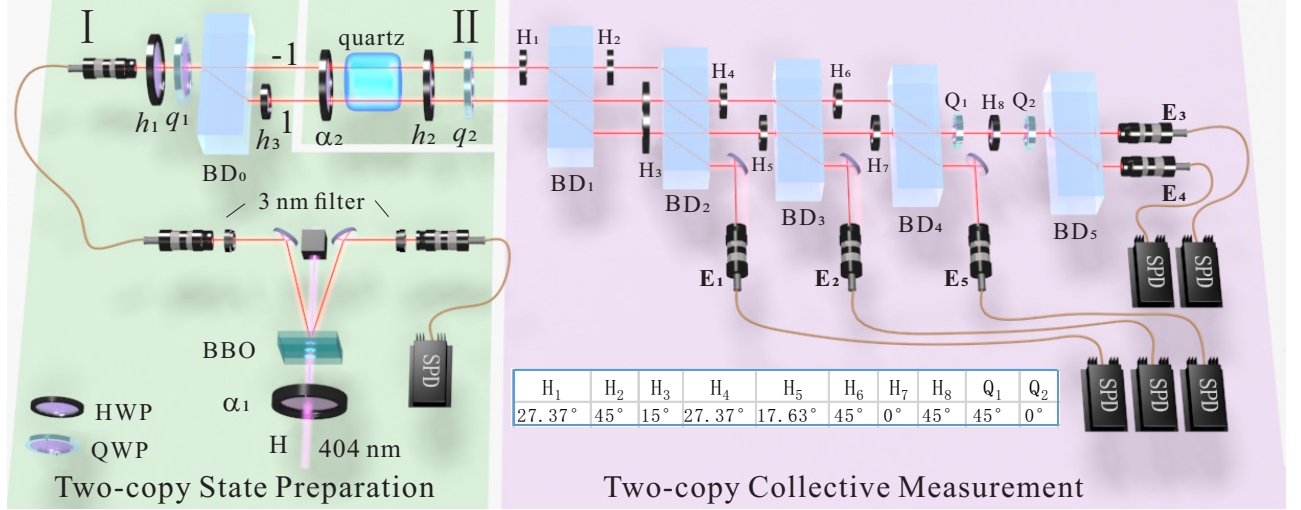 I
II
-1
quartz
H₁
H₂
H₄
H₆
Q₁
H₈
Q₂
E₃
h₁
q₁
h₃
1
α₂
h₂
q₂
H₃
H₅
H₇
E₄
BD₀
BD₁
BD₂
BD₃
BD₄
BD₅
3 nm filter
E₁
E₂
E₅
SPD
SPD
BBO
SPD
SPD
SPD
SPD
α₁
HWP
QWP
H
404 nm
H₁ H₂ H₃ H₄ H₅ H₆ H₇ H₈ Q₁ Q₂
27.37° 45° 15° 27.37° 17.63° 45° 0° 45° 45° 0°
Two-copy State Preparation
Two-copy Collective Measurement